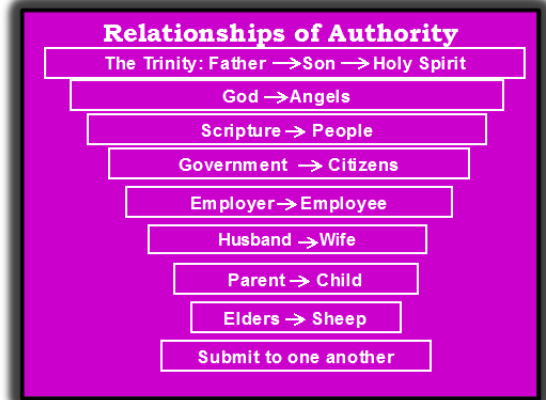 Relationships of Authority
The Trinity: Father → Son → Holy Spirit
God → Angels
Scripture → People
Government → Citizens
Employer → Employee
Husband → Wife
Parent → Child
Elders → Sheep
Submit to one another